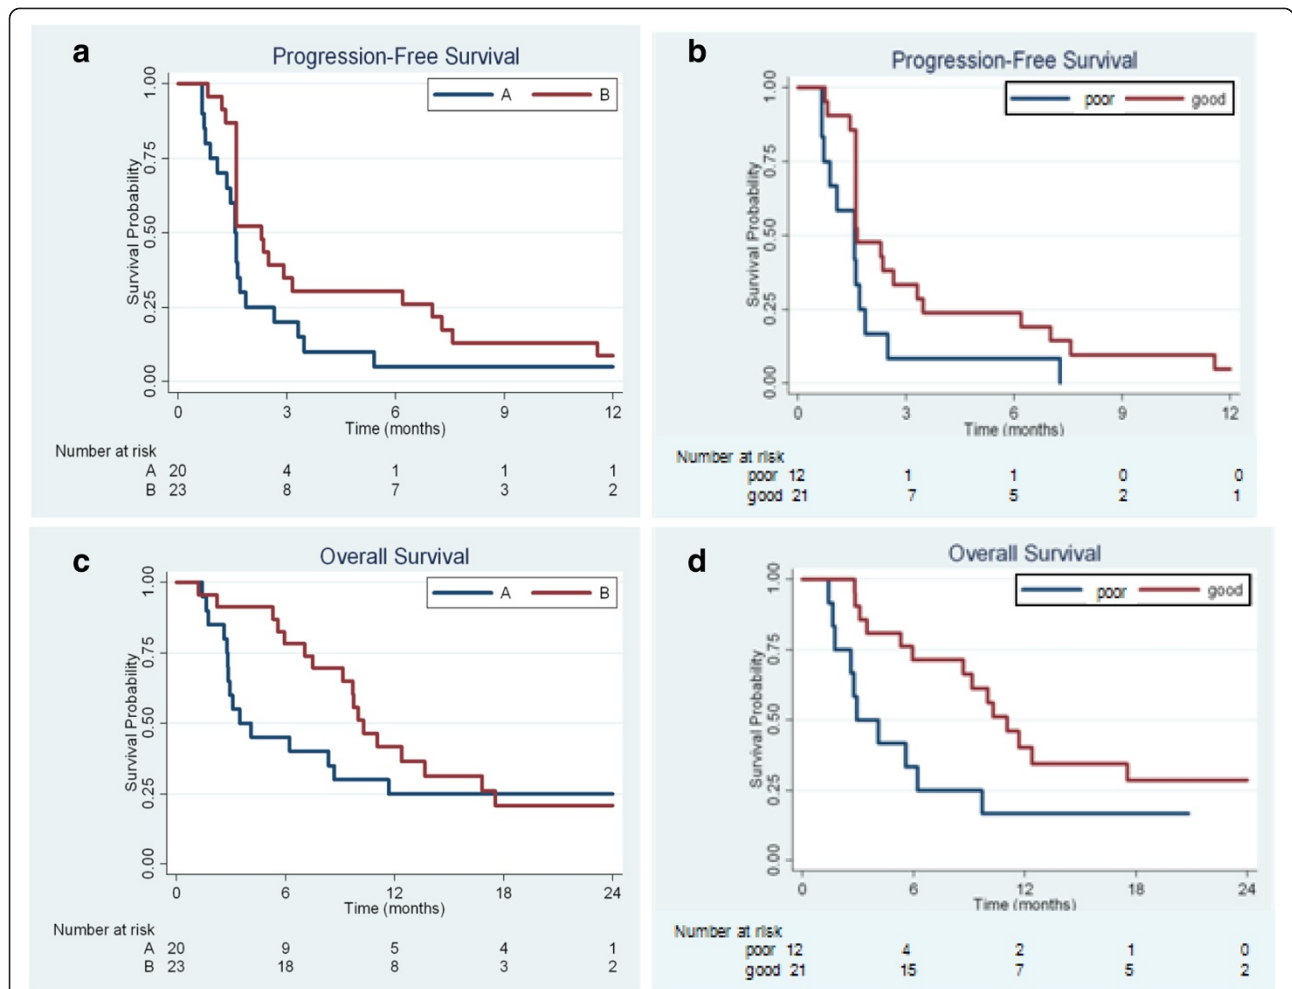 a
Progression-Free Survival
A B
Survival Probability
1.00
0.75
0.50
0.25
0.00
0 3 6 9 12
Time (months)
Number at risk
A 20 4 1 1 1
B 23 8 7 3 2
b
Progression-Free Survival
poor good
Survival Probability
1.00
0.75
0.50
0.25
0.00
0 3 6 9 12
Time (months)
Number at risk
poor 12 1 1 0 0
good 21 7 5 2 1
c
Overall Survival
A B
Survival Probability
1.00
0.75
0.50
0.25
0.00
0 6 12 18 24
Time (months)
Number at risk
A 20 9 5 4 1
B 23 18 8 3 2
d
Overall Survival
poor good
Survival Probability
1.00
0.75
0.50
0.25
0.00
0 6 12 18 24
Time (months)
Number at risk
poor 12 4 2 1 0
good 21 15 7 5 2